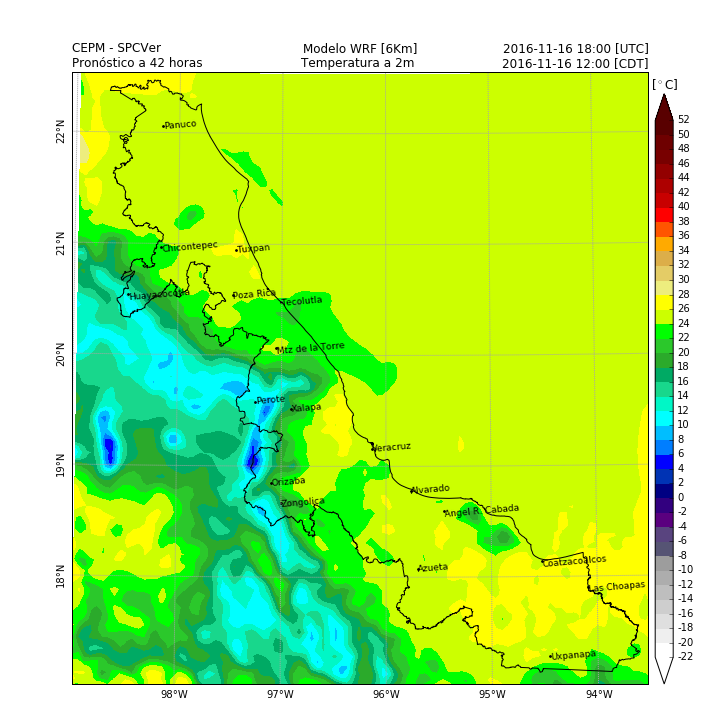 CEPM - SPCVer Modelo WRF [6Km] 2016-11-16 18:00 [UTC]
Pronóstico a 42 horas Temperatura a 2m 2016-11-16 12:00 [CDT]
[°C]
52
50
48
46
44
42
40
38
36
34
32
30
28
26
24
22
20
18
16
14
12
10
8
6
4
2
0
-2
-4
-6
-8
-10
-12
-14
-16
-18
-20
-22
22°N
21°N
20°N
19°N
18°N
Panuco
Chicontepec
Tuxpan
Huayacocotla
Poza Rica
Tecolutla
Mtz de la Torre
Perote
Xalapa
Veracruz
Orizaba
Zongolica
Alvarado
Angel R. Cabada
Azueta
Coatzacoalcos
Las Choapas
Uxpanapa
98°W 97°W 96°W 95°W 94°W